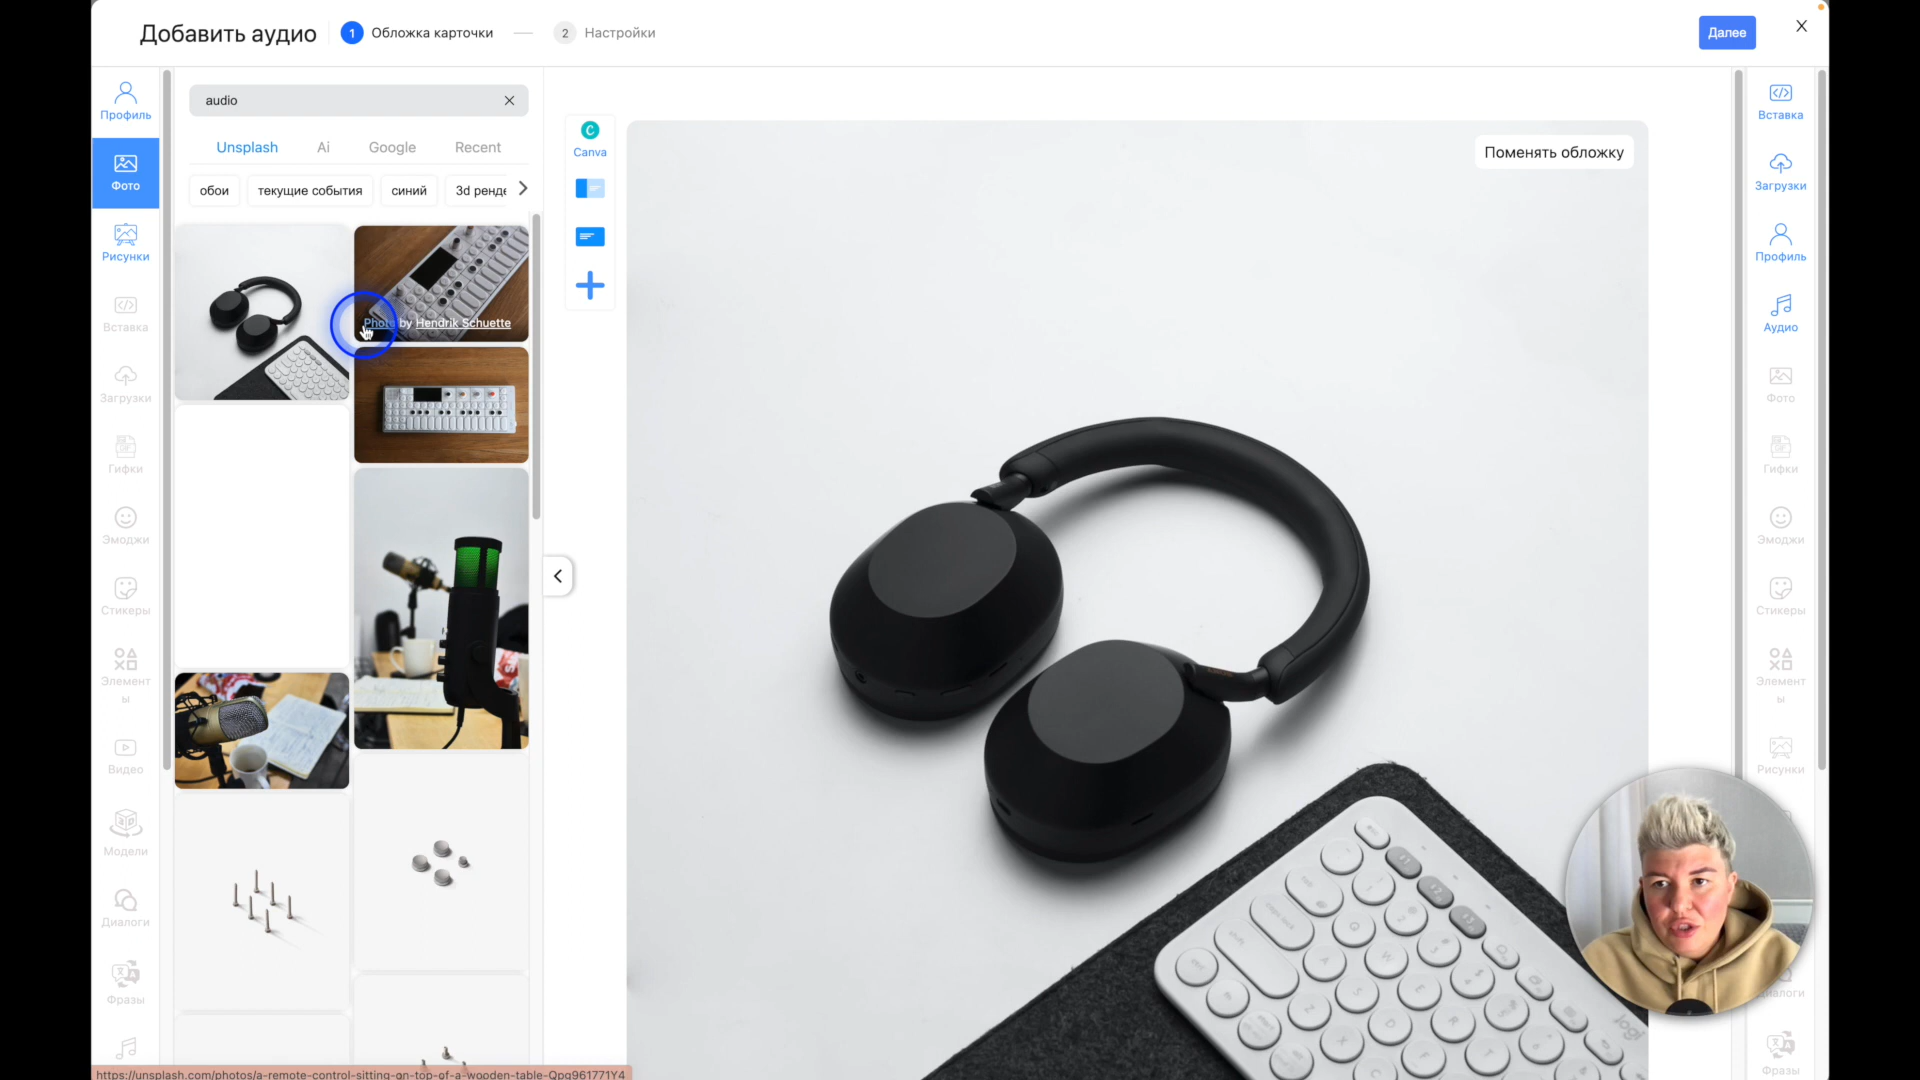 Добавить аудио
1 Обложка карточки
2 Настройки
Далее
X
Профиль
Фото
Рисунки
Вставка
Загрузки
Гифки
Эмоджи
Стикеры
Элемент
ы
Видео
Модели
Диалоги
Фразы
audio
Unsplash
Ai
Google
Recent
обои
текущие события
синий
3d ренде
Photo by Hendrik Schuette
C
Canva
Поменять обложку
Вставка
Загрузки
Профиль
Аудио
Фото
Гифки
Эмоджи
Стикеры
Элемент
ы
Рисунки
Диалоги
Фразы
https://unsplash.com/photos/a-remote-control-sitting-on-top-of-a-wooden-table-Qpg961771Y4